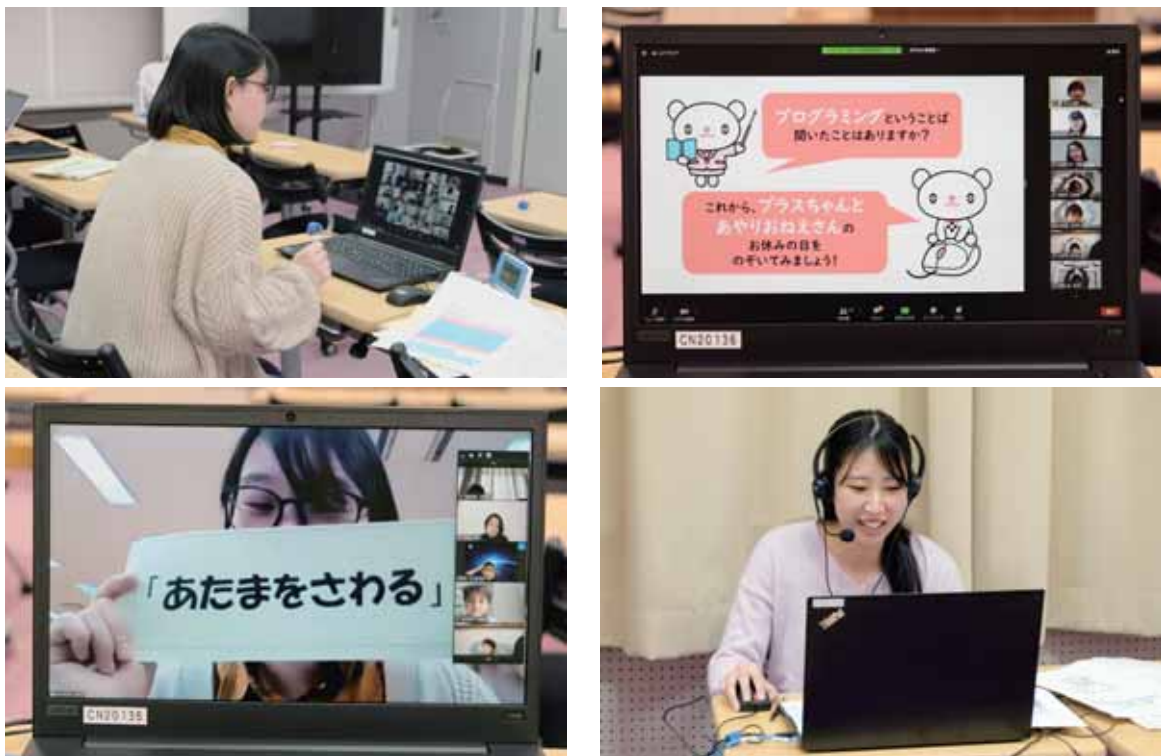 プログラミングということば
聞いたことはありますか？
これから、プラスちゃんと
あやりおねえさんの
お休みの日を
のぞいてみましょう！
CN20136
「あたまをさわる」
CN20136
ThinkPad